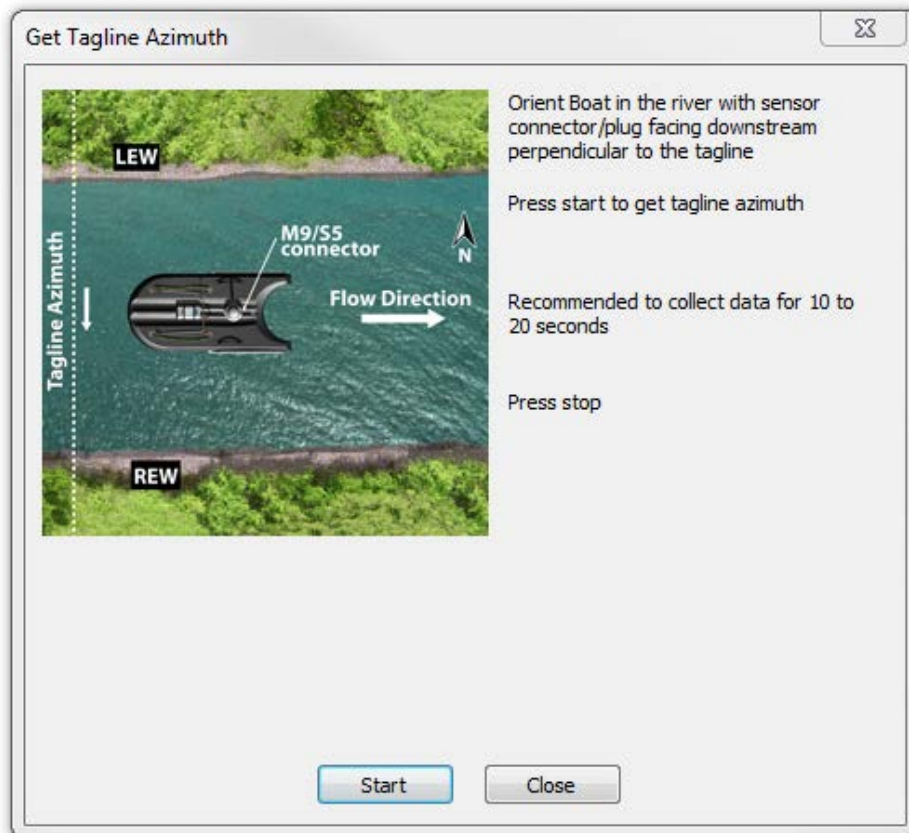 Get Tagline Azimuth
LEW
Tagline Azimuth
M9/S5
connector
N
Flow Direction
REW
Orient Boat in the river with sensor
connector/plug facing downstream
perpendicular to the tagline
Press start to get tagline azimuth
Recommended to collect data for 10 to
20 seconds
Press stop
Start
Close